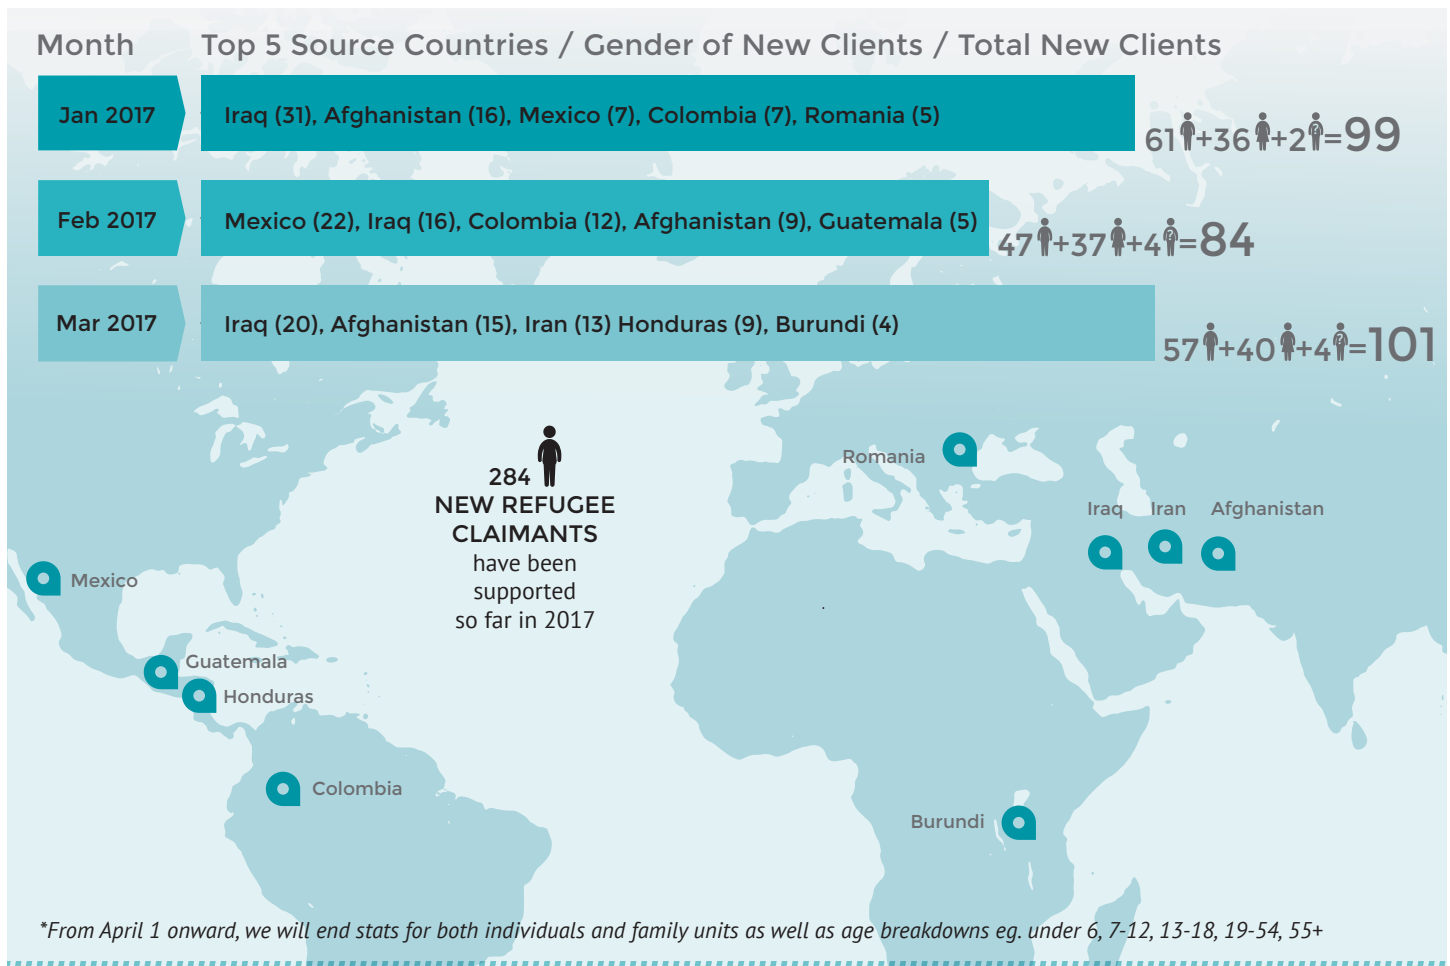 Month Top 5 Source Countries / Gender of New Clients / Total New Clients
Jan 2017 Iraq (31), Afghanistan (16), Mexico (7), Colombia (7), Romania (5)
61+36+2?=99
Feb 2017 Mexico (22), Iraq (16), Colombia (12), Afghanistan (9), Guatemala (5)
47+37+4?=84
Mar 2017 Iraq (20), Afghanistan (15), Iran (13) Honduras (9), Burundi (4)
57+40+4?=101
284
NEW REFUGEE
CLAIMANTS
have been
supported
so far in 2017
Romania
Iraq Iran Afghanistan
Mexico
Guatemala
Honduras
Colombia
Burundi
*From April 1 onward, we will end stats for both individuals and family units as well as age breakdowns eg. under 6, 7-12, 13-18, 19-54, 55+